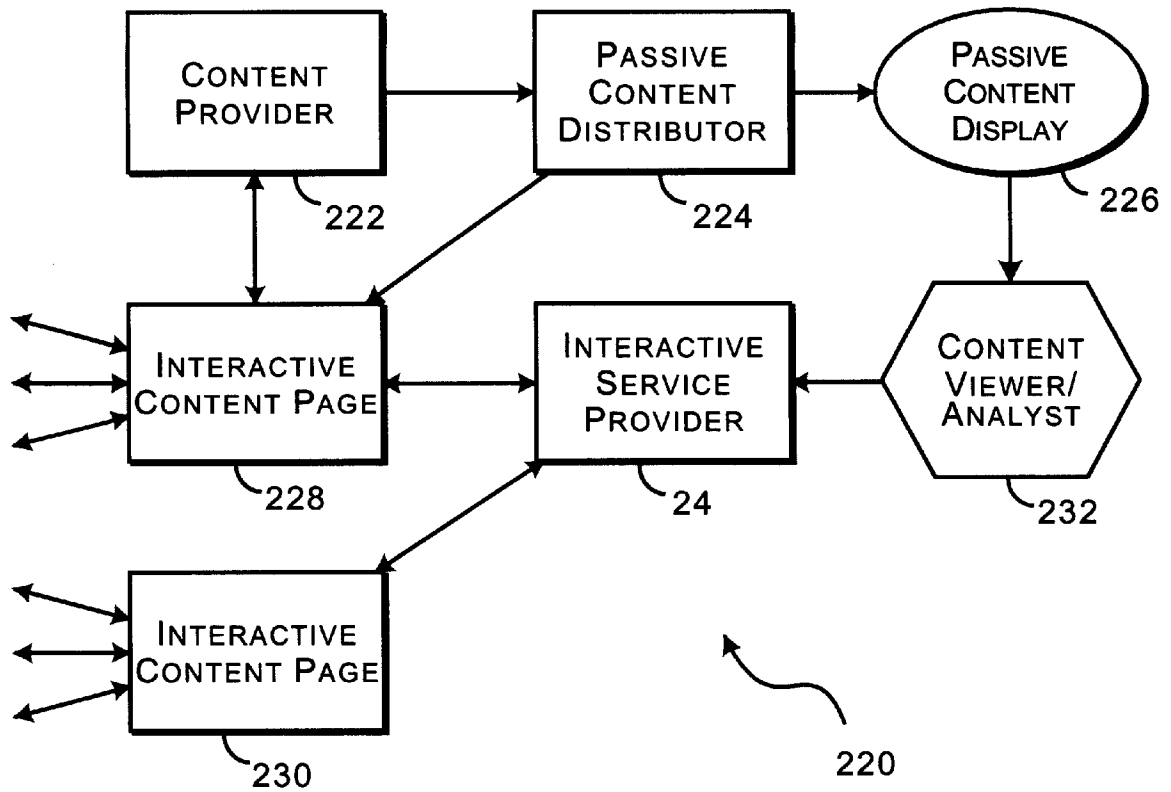 CONTENT
PROVIDER
222
PASSIVE
CONTENT
DISTRIBUTOR
224
PASSIVE
CONTENT
DISPLAY
226
INTERACTIVE
CONTENT PAGE
228
INTERACTIVE
SERVICE
PROVIDER
24
CONTENT
VIEWER/
ANALYST
232
INTERACTIVE
CONTENT PAGE
230
220